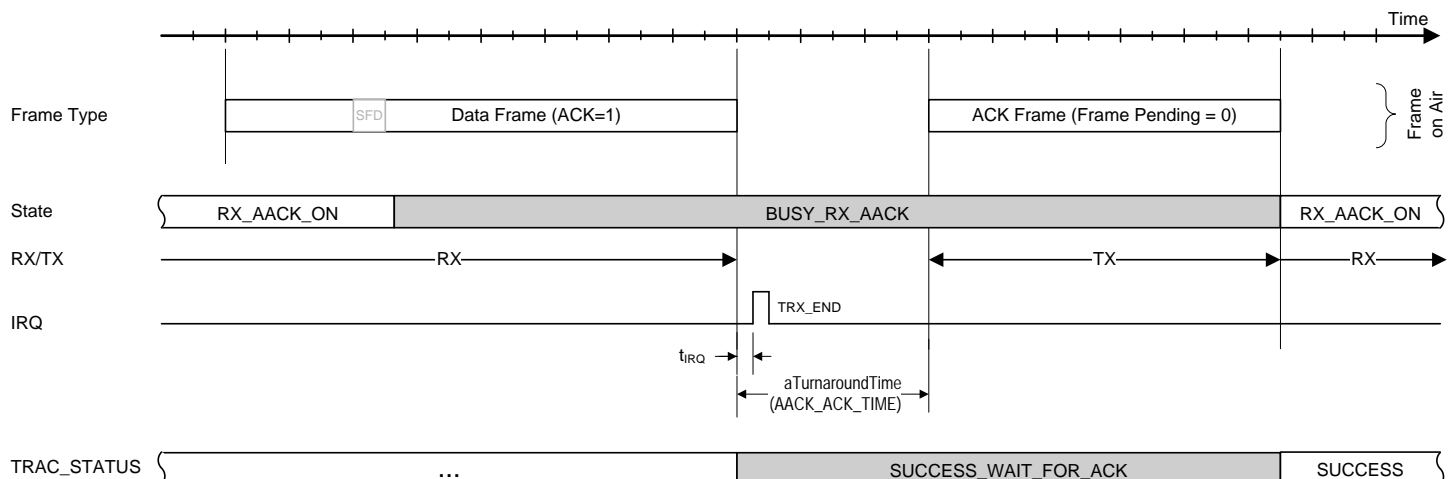 Time
Frame Type
SFD
Data Frame (ACK=1)
ACK Frame (Frame Pending = 0)
Frame
on Air
State
RX_AACK_ON
BUSY_RX_AACK
RX_AACK_ON
RX/TX
RX
TX
RX
IRQ
TRX_END
tIRQ
aTurnaroundTime
(AACK_ACK_TIME)
TRAC_STATUS
...
SUCCESS_WAIT_FOR_ACK
SUCCESS